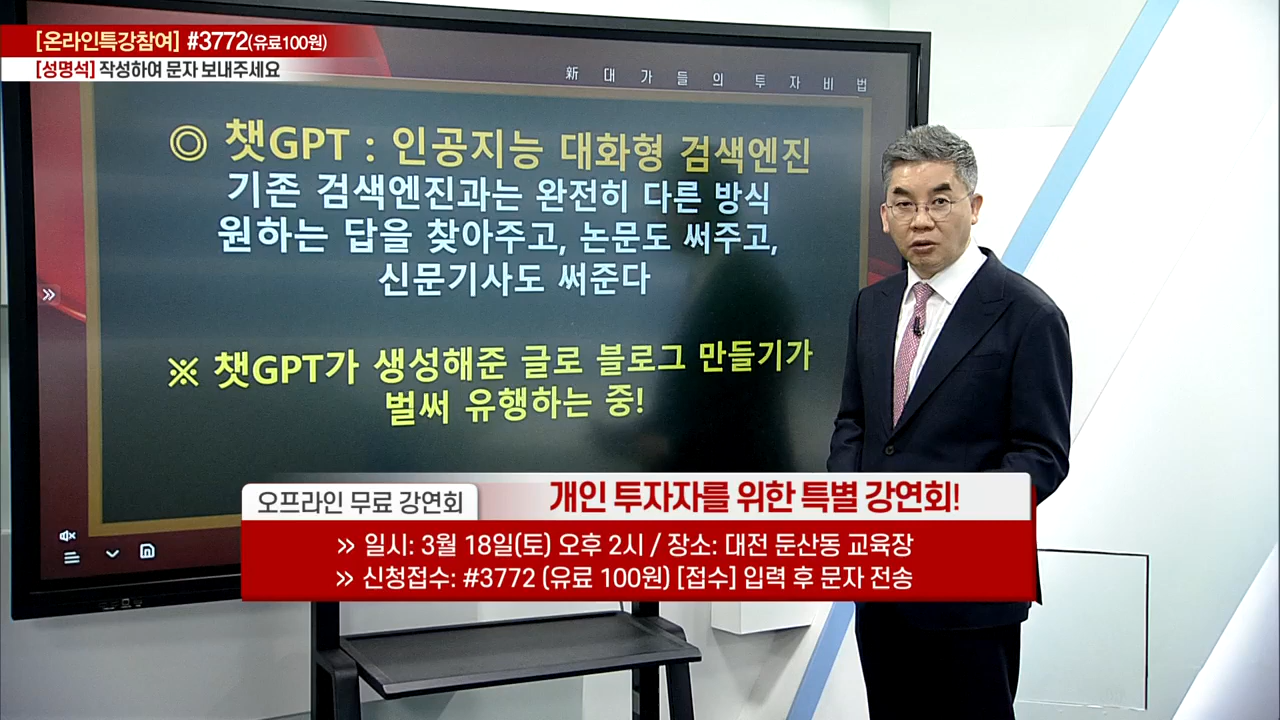 [온라인특강참여] #3772(유료100원)
[성명석] 작성하여 문자 보내주세요
新 대가들의 투자비법
◎ 챗GPT : 인공지능 대화형 검색엔진
기존 검색엔진과는 완전히 다른 방식
원하는 답을 찾아주고, 논문도 써주고,
신문기사도 써준다
※ 챗GPT가 생성해준 글로 블로그 만들기가
벌써 유행하는 중!
오프라인 무료 강연회
개인 투자자를 위한 특별 강연회!
» 일시: 3월 18일(토) 오후 2시 / 장소: 대전 둔산동 교육장
» 신청접수: #3772 (유료 100원) [접수] 입력 후 문자 전송